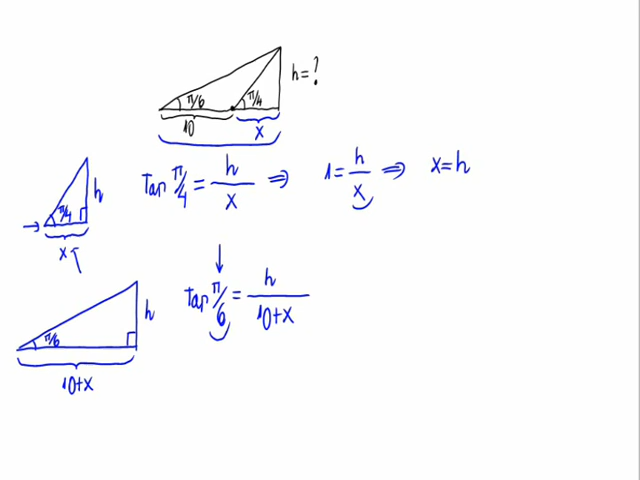 h=?
π/6
π/4
10
x
π/4
h
x
tan π/4 = h/x ⇒ 1 = h/x ⇒ x=h
π/6
h
10+x
tan π/6 = h/(10+x)